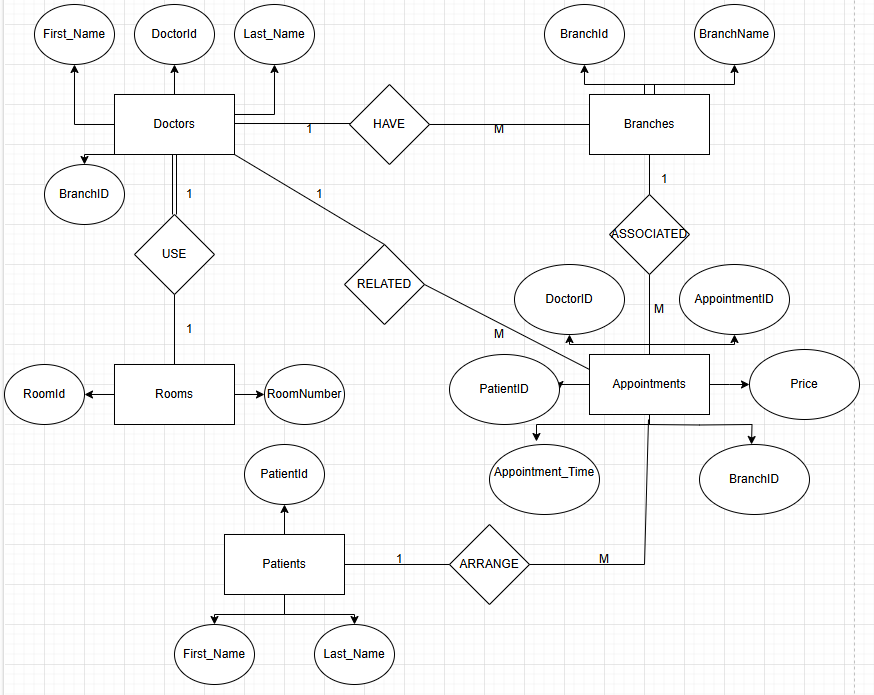 First_Name
DoctorId
Last_Name
BranchId
BranchName
Doctors
1
HAVE
M
Branches
BranchID
1
1
1
USE
ASSOCIATED
RELATED
DoctorID
AppointmentID
M
1
M
RoomId
Rooms
RoomNumber
PatientID
Appointments
Price
PatientId
Appointment_Time
BranchID
Patients
1
ARRANGE
M
First_Name
Last_Name